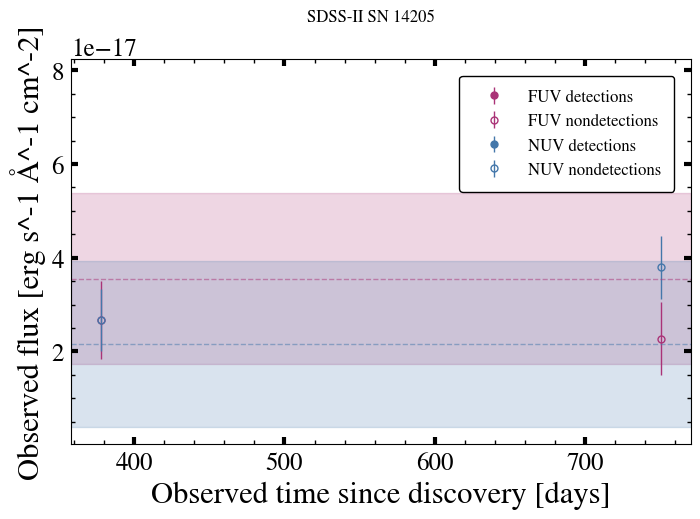 SDSS-II SN 14205
1e−17
8
6
4
2
Observed flux [erg s^-1 Å^-1 cm^-2]
FUV detections
FUV nondetections
NUV detections
NUV nondetections
400 500 600 700
Observed time since discovery [days]